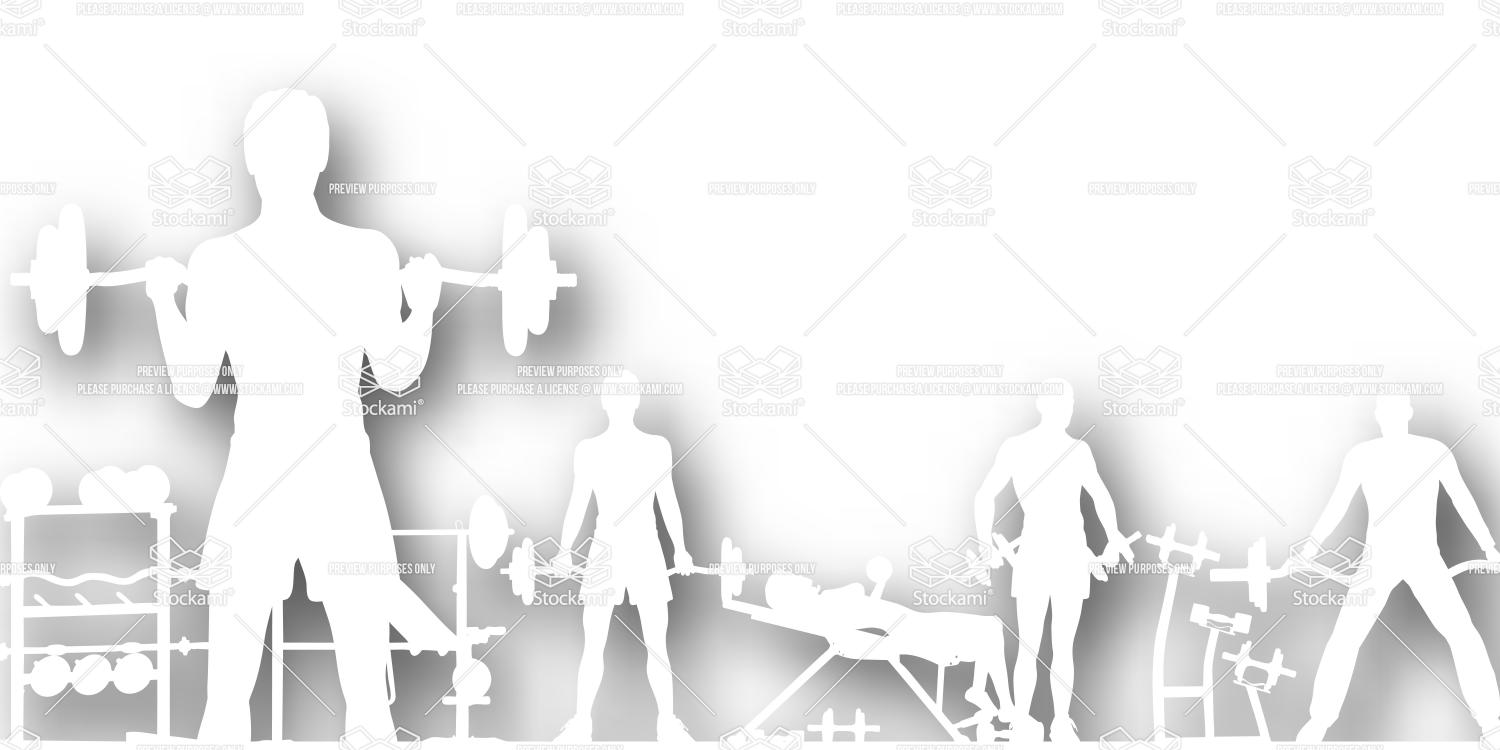 PLEASE PURCHASE A LICENSE @ WWW.STOCKAMI.COM PLEASE PURCHASE A LICENSE @ WWW.STOCKAMI.COM PLEASE PURCHASE A LICENSE @ WWW.STOCKAMI.COM PLEASE PURCHASE A LICENSE @ WWW.STOCKAMI.COM
Stockami® Stockami® Stockami®
PURPOSES ONLY PREVIEW PURPOSES ONLY PREVIEW PURPOSES ONLY PREVIEW PURPOSES ONLY
Stockami® Stockami® Stockami® Stockami®
PREVIEW PURPOSES ONLY PREVIEW PURPOSES ONLY PREVIEW PURPOSES ONLY PREVIEW PURPOSES ONLY
PLEASE PURCHASE A LICENSE @ WWW.STOCKAMI.COM PLEASE PURCHASE A LICENSE @ WWW.STOCKAMI.COM PLEASE PURCHASE A LICENSE @ WWW.STOCKAMI.COM PLEASE PURCHASE A LICENSE @ WWW.STOCKAMI.COM
Stockami® Stockami® Stockami®
PURPOSES ONLY PREVIEW PURPOSES ONLY PREVIEW PURPOSES ONLY PREVIEW PURPOSES ONLY
Stockami® Stockami® Stockami® Stockami®
PREVIEW PURPOSES ONLY PREVIEW PURPOSES ONLY PREVIEW PURPOSES ONLY PREVIEW PURPOSES ONLY